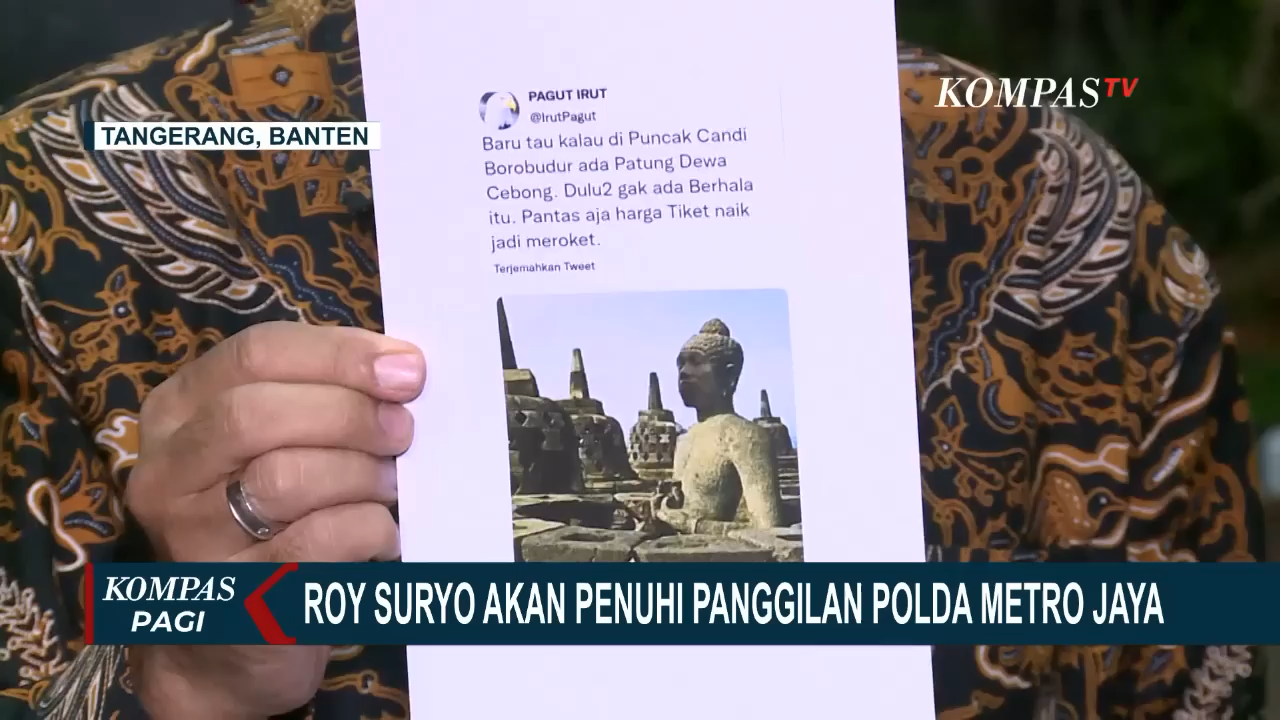 KOMPASTV
TANGERANG, BANTEN
PAGUT IRUT
@IrutPagut
Baru tau kalau di Puncak Candi
Borobudur ada Patung Dewa
Cebong. Dulu2 gak ada Berhala
itu. Pantas aja harga Tiket naik
jadi meroket.
Terjemahkan Tweet
KOMPAS
PAGI
ROY SURYO AKAN PENUHI PANGGILAN POLDA METRO JAYA